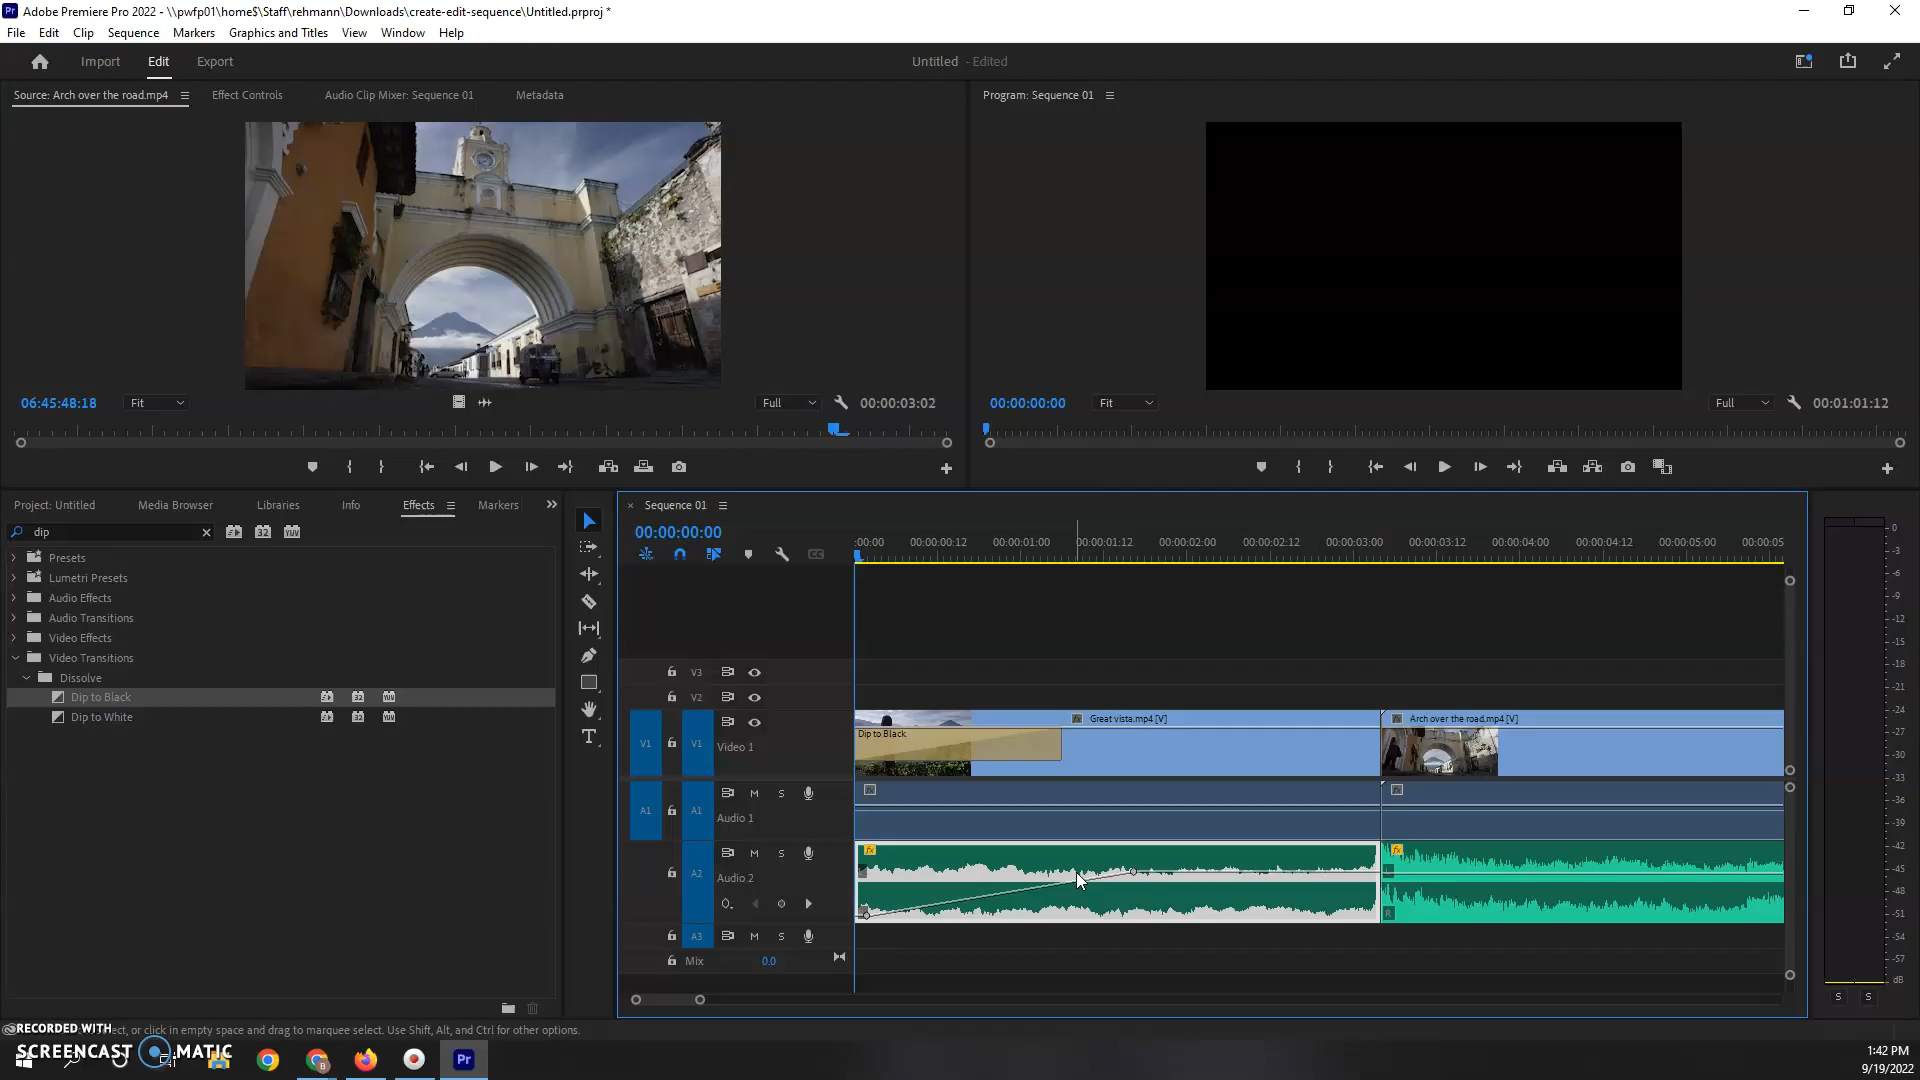 Pr Adobe Premiere Pro 2022 - \\pwfp01\home$\Staff\rehmann\Downloads\create-edit-sequence\Untitled.prproj *
File Edit Clip Sequence Markers Graphics and Titles View Window Help
Import Edit Export Untitled - Edited
Source: Arch over the road.mp4 Effect Controls Audio Clip Mixer: Sequence 01 Metadata Program: Sequence 01
06:45:48:18 Fit Full 00:00:03:02 00:00:00:00 Fit Full 00:01:01:12
Project: Untitled Media Browser Libraries Info Effects Markers
dip
Presets
Lumetri Presets
Audio Effects
Audio Transitions
Video Effects
Video Transitions
Dissolve
Dip to Black
Dip to White
× Sequence 01
00:00:00:00
:00:00 00:00:00:12 00:00:01:00 00:00:01:12 00:00:02:00 00:00:02:12 00:00:03:00 00:00:03:12 00:00:04:00 00:00:04:12 00:00:05:00 00:00:05
V3
V2
V1 V1 Video 1
fx Great vista.mp4 [V] fx Arch over the road.mp4 [V]
Dip to Black
A1 A1 M S Audio 1
fx fx
A2 M S Audio 2
fx fx
R
A3 M S
Mix 0.0
0
-3
-6
-9
-12
-15
-18
-21
-24
-27
-30
-33
-36
-39
-42
-45
-48
-51
-54
-57
dB
S S
ect, or click in empty space and drag to marquee select. Use Shift, Alt, and Ctrl for other options.
RECORDED WITH
SCREENCAST MATIC
Pr
1:42 PM
9/19/2022